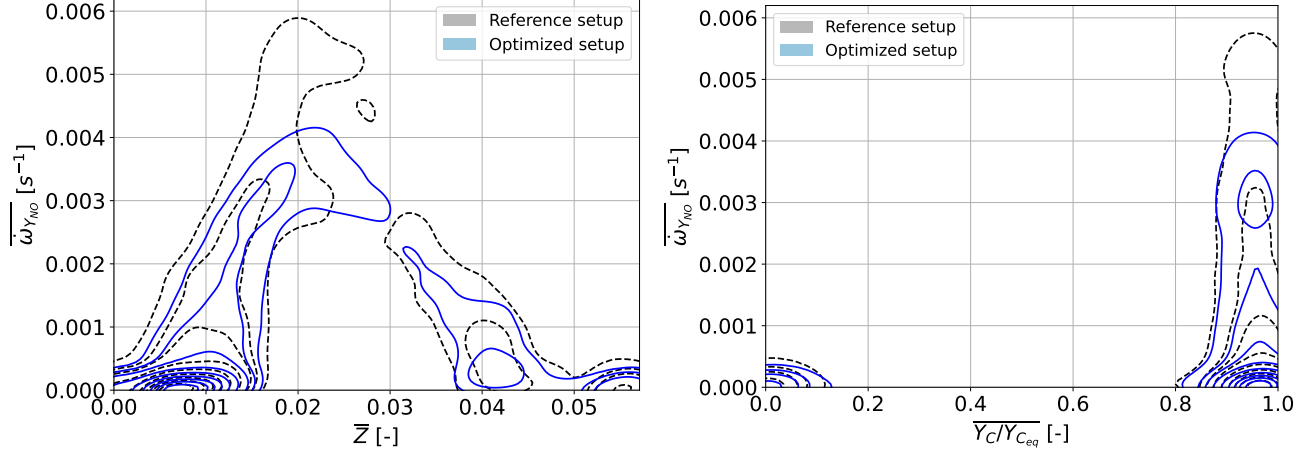 Reference setup
Optimized setup
0.006
0.005
0.004
0.003
0.002
0.001
0.000
0.00 0.01 0.02 0.03 0.04 0.05
$\overline{\dot{\omega}_{Y_{NO}}}$ [s⁻¹]
$\overline{Z}$ [-]
Reference setup
Optimized setup
0.006
0.005
0.004
0.003
0.002
0.001
0.000
0.0 0.2 0.4 0.6 0.8 1.0
$\overline{\dot{\omega}_{Y_{NO}}}$ [s⁻¹]
$\overline{Y_C/Y_{C_{eq}}}$ [-]